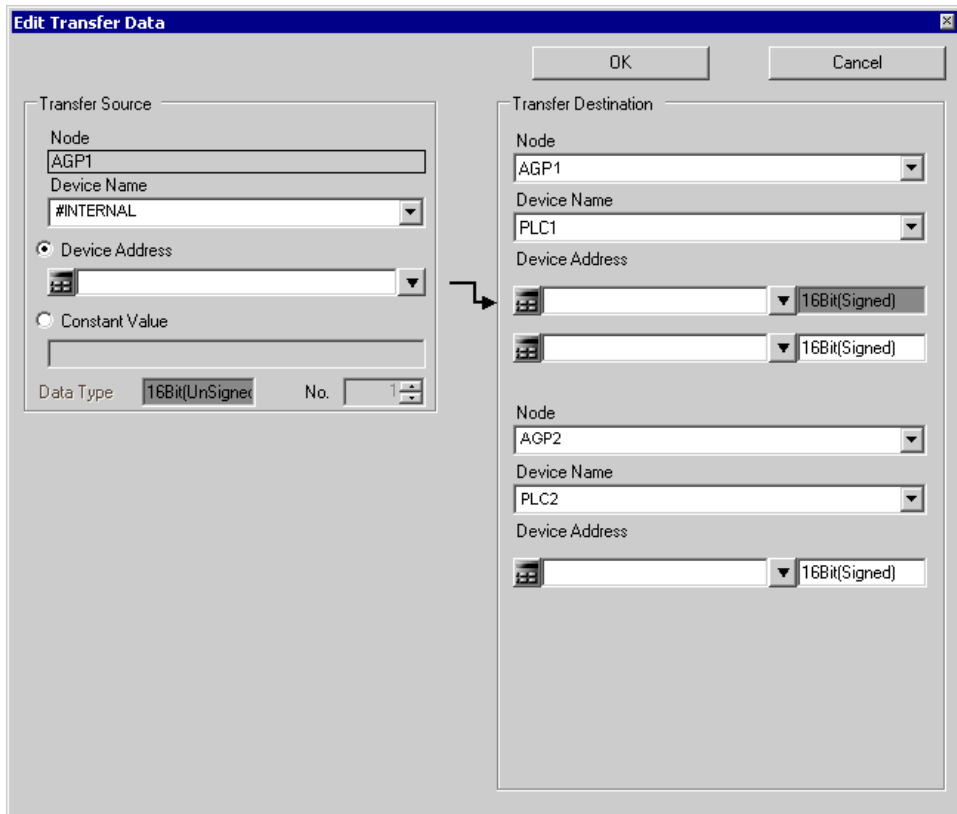 Edit Transfer Data
OK
Cancel
Transfer Source
Node
AGP1
Device Name
#INTERNAL
Device Address
Constant Value
Data Type
16Bit(UnSigned
No.
1
Transfer Destination
Node
AGP1
Device Name
PLC1
Device Address
16Bit(Signed)
16Bit(Signed)
Node
AGP2
Device Name
PLC2
Device Address
16Bit(Signed)